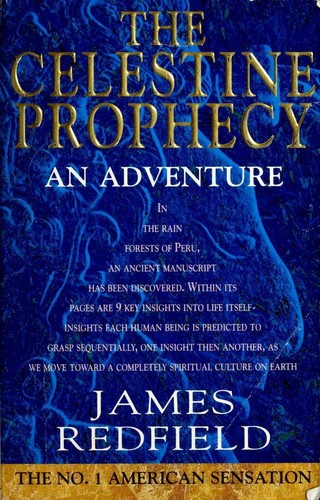 THE
CELESTINE
PROPHECY
AN ADVENTURE
IN
THE RAIN
FORESTS OF PERU,
AN ANCIENT MANUSCRIPT
HAS BEEN DISCOVERED. WITHIN ITS
PAGES ARE 9 KEY INSIGHTS INTO LIFE ITSELF-
INSIGHTS EACH HUMAN BEING IS PREDICTED TO
GRASP SEQUENTIALLY, ONE INSIGHT THEN ANOTHER, AS
WE MOVE TOWARD A COMPLETELY SPIRITUAL CULTURE ON EARTH
JAMES
REDFIELD
THE NO. 1 AMERICAN SENSATION